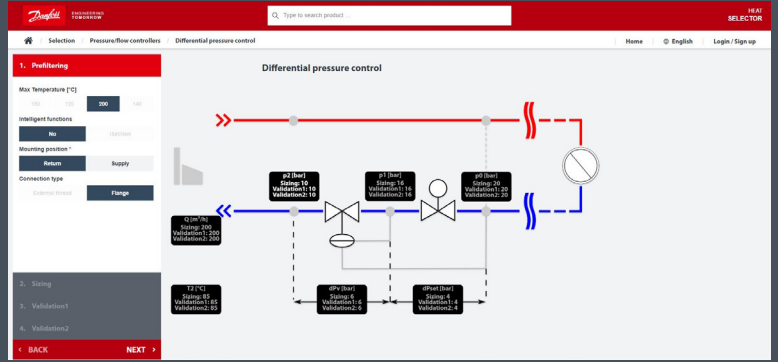 Danfoss
ENGINEERING
TOMORROW
Type to search product ...
HEAT
SELECTOR
Selection
Pressure/flow controllers
Differential pressure control
Home
English
Login / Sign up
1. Prefiltering
Differential pressure control
Max Temperature [°C]
150
200
140
Intelligent functions
No
Mounting position *
Return
Supply
Connection type
External thread
Flange
p2 [bar]
Sizing: 10
Validation1: 10
Validation2: 10
p1 [bar]
Sizing: 16
Validation1: 16
Validation2: 16
p0 [bar]
Sizing: 20
Validation1: 20
Validation2: 20
Q [m³/h]
Sizing: 200
Validation1: 200
Validation2: 200
T2 [°C]
Sizing: 85
Validation1: 85
Validation2: 85
dPv [bar]
Sizing: 6
Validation1: 6
Validation2: 6
dPset [bar]
Sizing: 4
Validation1: 4
Validation2: 4
2. Sizing
3. Validation1
4. Validation2
BACK
NEXT